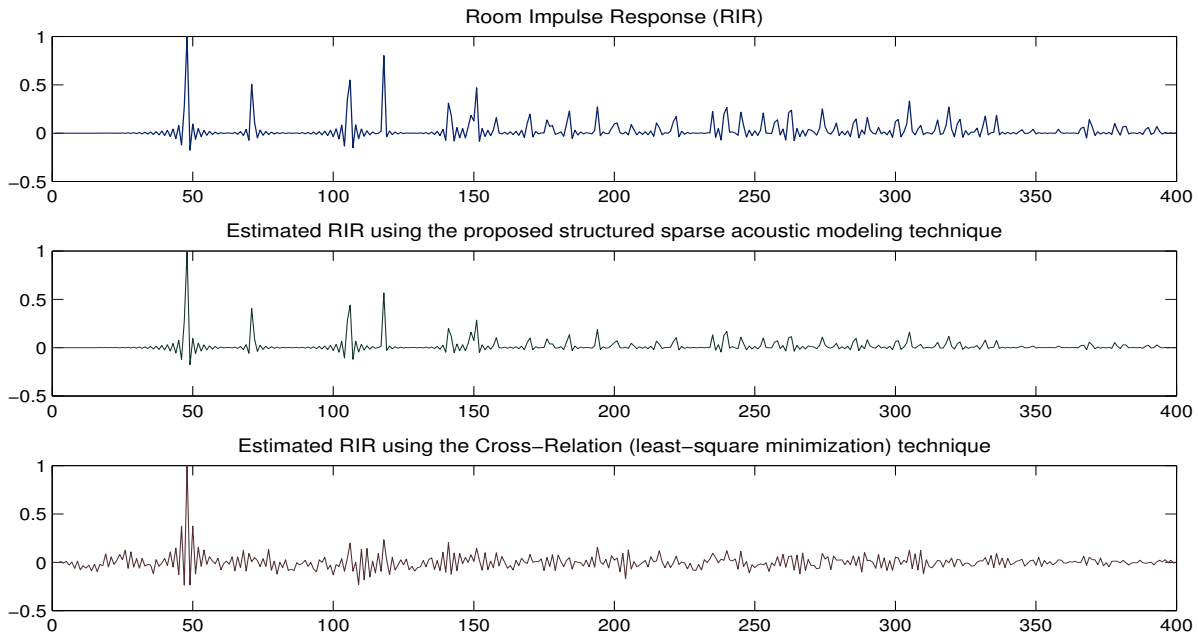 Room Impulse Response (RIR)
1
0.5
0
−0.5
0 50 100 150 200 250 300 350 400
Estimated RIR using the proposed structured sparse acoustic modeling technique
1
0.5
0
−0.5
0 50 100 150 200 250 300 350 400
Estimated RIR using the Cross−Relation (least−square minimization) technique
1
0.5
0
−0.5
0 50 100 150 200 250 300 350 400